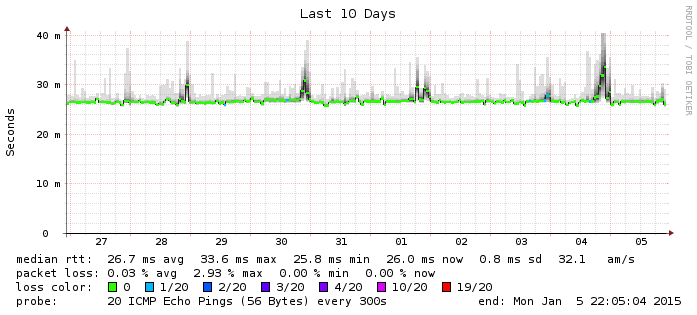 Last 10 Days
RRDTOOL / TOBI OETIKER
Seconds
40 m
30 m
20 m
10 m
0
27 28 29 30 31 01 02 03 04 05
median rtt: 26.7 ms avg 33.6 ms max 25.8 ms min 26.0 ms now 0.8 ms sd 32.1 am/s
packet loss: 0.03 % avg 2.93 % max 0.00 % min 0.00 % now
loss color: 0 1/20 2/20 3/20 4/20 10/20 19/20
probe: 20 ICMP Echo Pings (56 Bytes) every 300s end: Mon Jan 5 22:05:04 2015